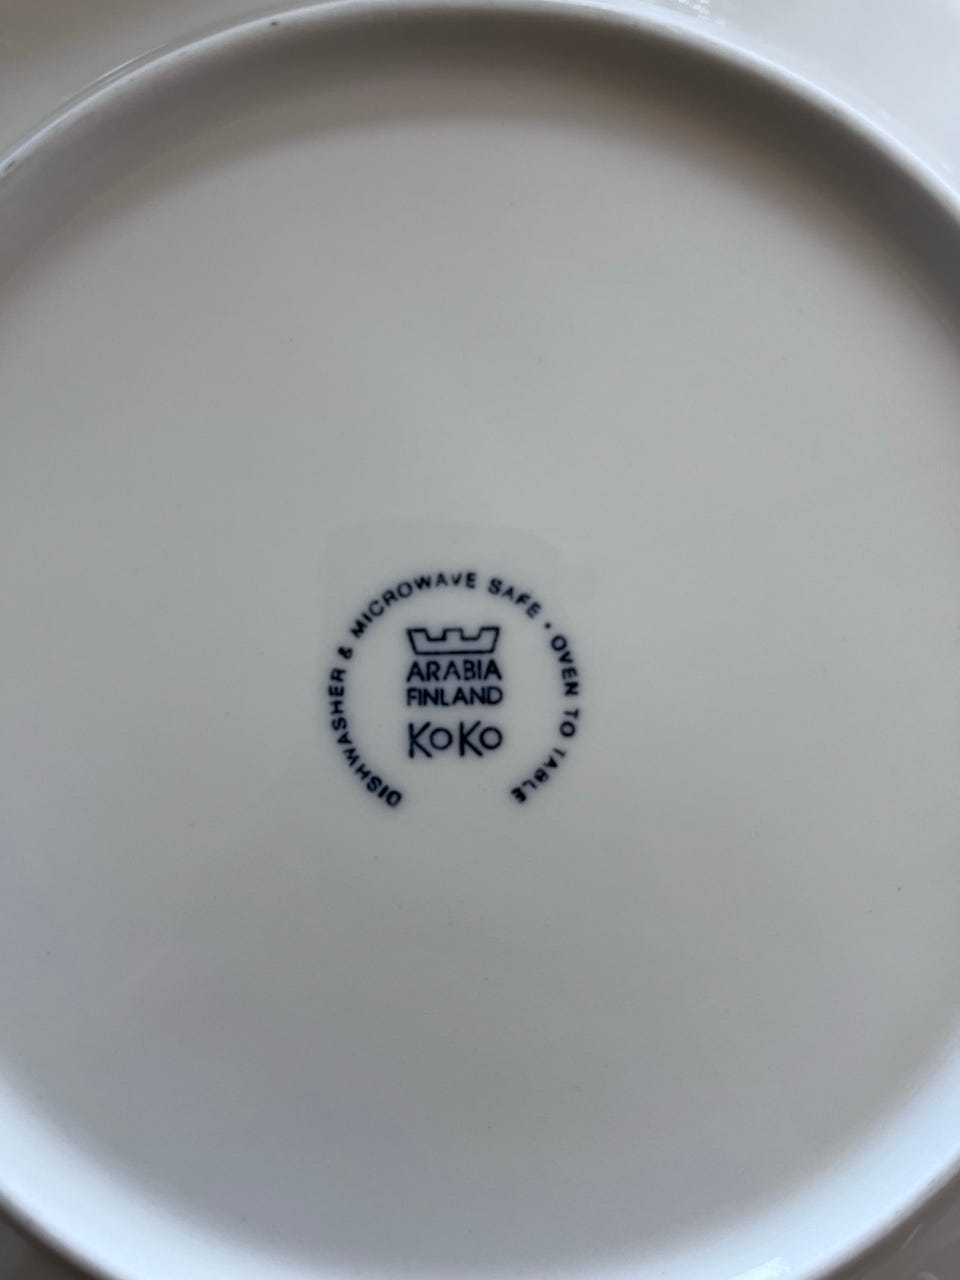 DISHWASHER & MICROWAVE SAFE • OVEN TO TABLE
ARABIA
FINLAND
KoKo